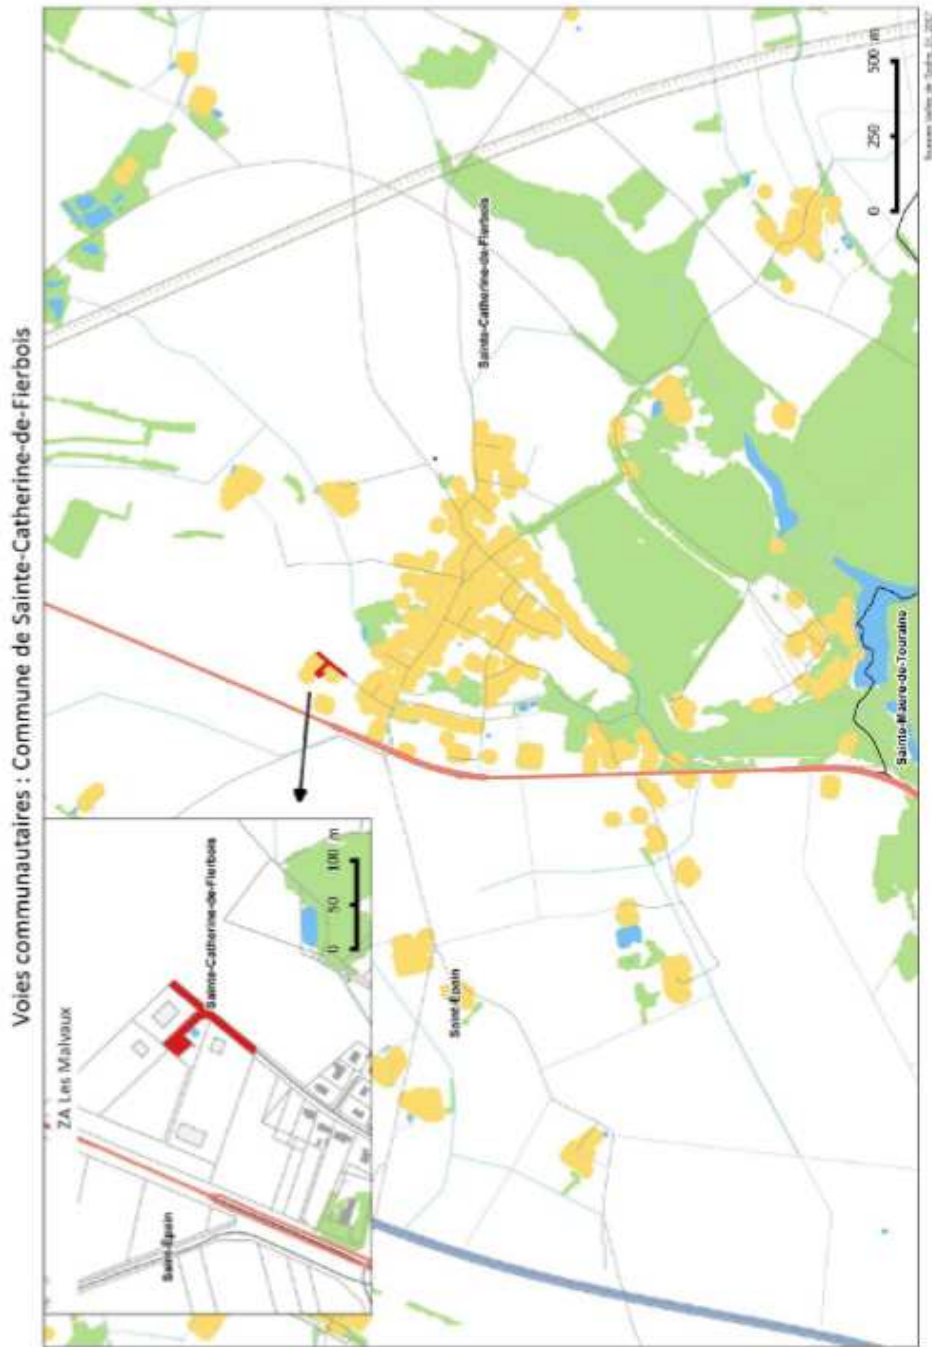 Voies communautaires : Commune de Sainte-Catherine-de-Fierbois
ZA Les Malvaux
Saint-Epain
Sainte-Catherine-de-Fierbois
0 50 100 m
Saint-Epain
Sainte-Catherine-de-Fierbois
Sainte-Maure-de-Touraine
0 250 500 m